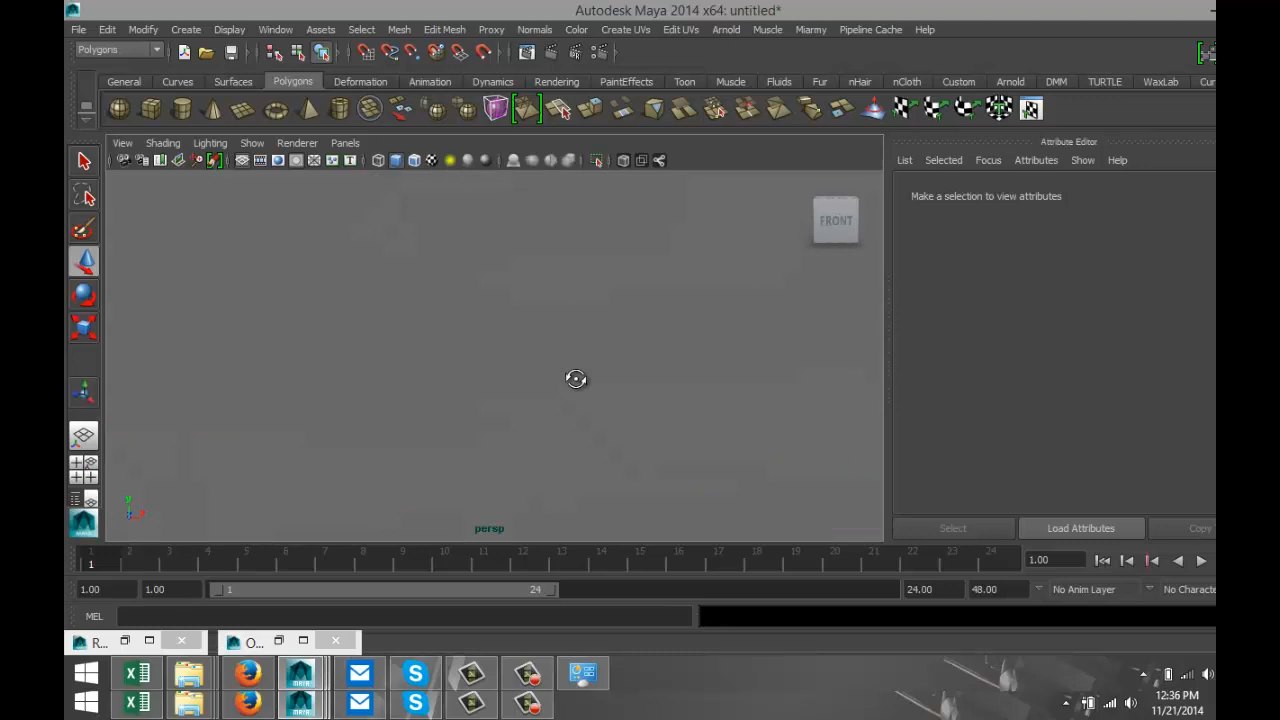 Autodesk Maya 2014 x64: untitled*
File Edit Modify Create Display Window Assets Select Mesh Edit Mesh Proxy Normals Color Create UVs Edit UVs Arnold Muscle Miarmy Pipeline Cache Help
Polygons
General Curves Surfaces Polygons Deformation Animation Dynamics Rendering PaintEffects Toon Muscle Fluids Fur nHair nCloth Custom Arnold DMM TURTLE WaxLab Cu
View Shading Lighting Show Renderer Panels
Attribute Editor
List Selected Focus Attributes Show Help
Make a selection to view attributes
FRONT
y
persp
Select Load Attributes Copy
1 2 3 4 5 6 7 8 9 10 11 12 13 14 15 16 17 18 19 20 21 22 23 24
1 1.00
1.00 1.00 1 24 24.00 48.00 No Anim Layer No Characte
MEL
R... O...
MAYA
12:36 PM
11/21/2014